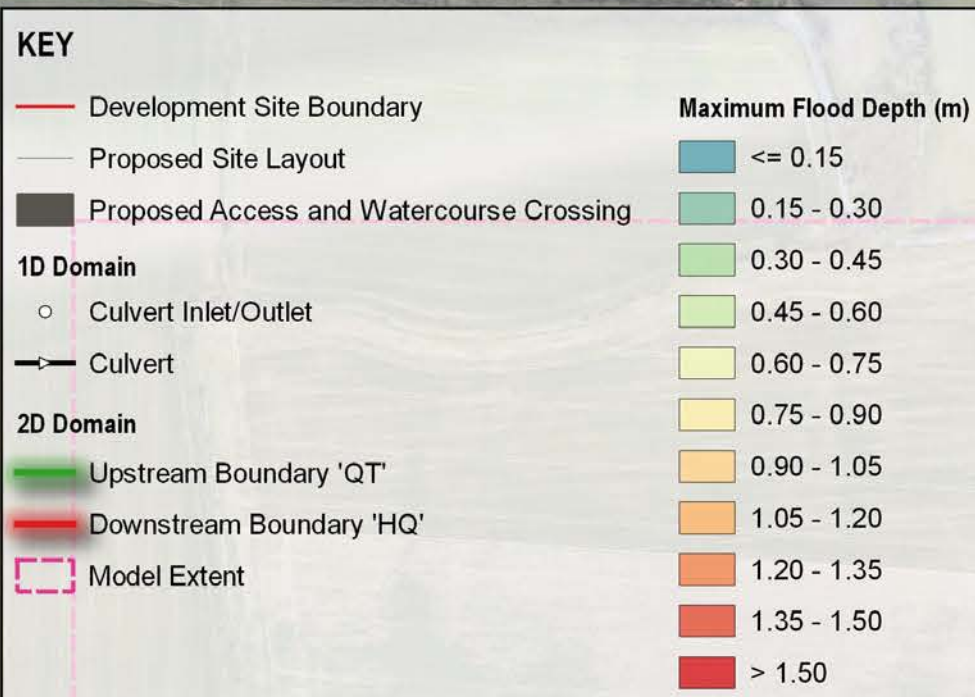 KEY
Development Site Boundary
Proposed Site Layout
Proposed Access and Watercourse Crossing
1D Domain
Culvert Inlet/Outlet
Culvert
2D Domain
Upstream Boundary 'QT'
Downstream Boundary 'HQ'
Model Extent
Maximum Flood Depth (m)
<= 0.15
0.15 - 0.30
0.30 - 0.45
0.45 - 0.60
0.60 - 0.75
0.75 - 0.90
0.90 - 1.05
1.05 - 1.20
1.20 - 1.35
1.35 - 1.50
> 1.50